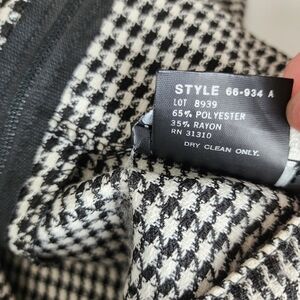 STYLE 66-934 A
LOT 8939
65% POLYESTER
35% RAYON
RN 31310
DRY CLEAN ONLY.